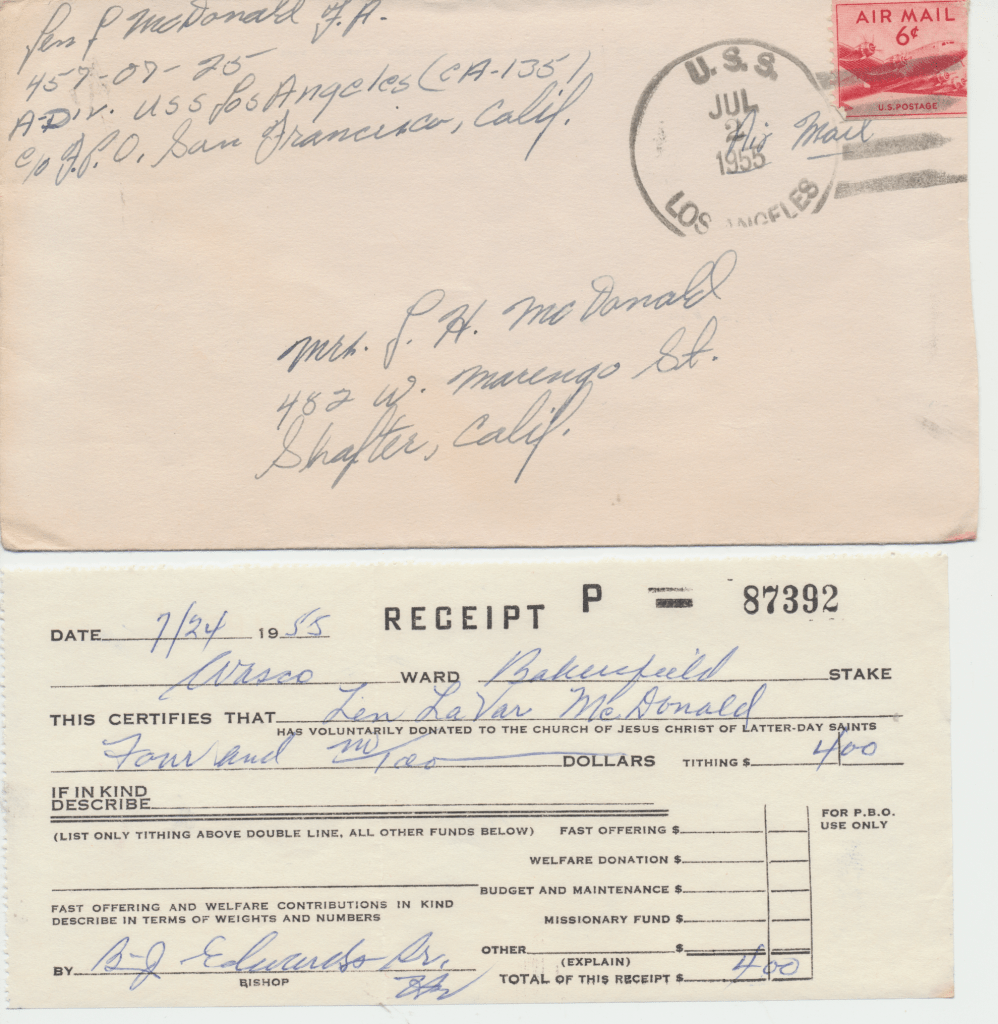 Len L McDonald F.A.
457-07-25
A-Div. USS Los Angeles (CA-135)
c/o F.P.O. San Francisco, Calif.
U.S.S.
JUL
2
1955
LOS ANGELES
AIR MAIL
6¢
U.S. POSTAGE
Air Mail
Mrs. L. H. McDonald
482 W. Marengo St.
Shafter, Calif.
RECEIPT P 87392
DATE 7/24 1955
Wasco WARD Bakersfield STAKE
THIS CERTIFIES THAT Len LaVar McDonald
HAS VOLUNTARILY DONATED TO THE CHURCH OF JESUS CHRIST OF LATTER-DAY SAINTS
Four and no/100 DOLLARS TITHING $ 4 00
IF IN KIND
DESCRIBE
(LIST ONLY TITHING ABOVE DOUBLE LINE, ALL OTHER FUNDS BELOW) FAST OFFERING $
FOR P.B.O.
USE ONLY
WELFARE DONATION $
BUDGET AND MAINTENANCE $
FAST OFFERING AND WELFARE CONTRIBUTIONS IN KIND
DESCRIBE IN TERMS OF WEIGHTS AND NUMBERS
MISSIONARY FUND $
OTHER $
(EXPLAIN)
BY B-J Edwards Sr.
BISHOP
TOTAL OF THIS RECEIPT $ 4 00